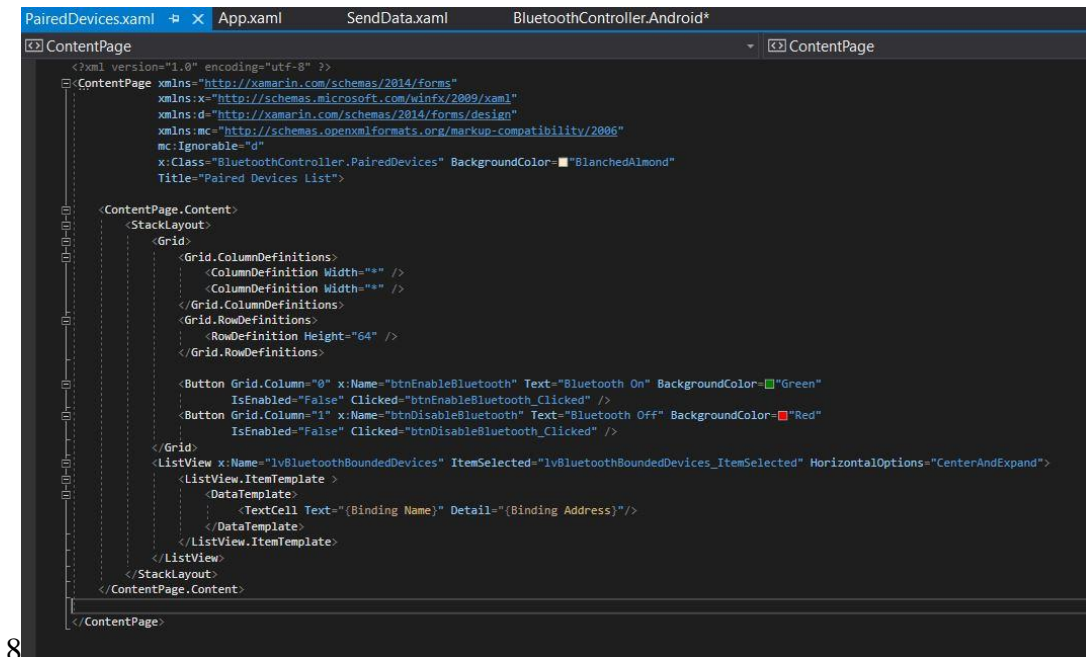 PairedDevices.xaml App.xaml SendData.xaml BluetoothController.Android*
ContentPage ContentPage
<?xml version="1.0" encoding="utf-8" ?>
<ContentPage xmlns="http://xamarin.com/schemas/2014/forms"
xmlns:x="http://schemas.microsoft.com/winfx/2009/xaml"
xmlns:d="http://xamarin.com/schemas/2014/forms/design"
xmlns:mc="http://schemas.openxmlformats.org/markup-compatibility/2006"
mc:Ignorable="d"
x:Class="BluetoothController.PairedDevices" BackgroundColor="BlanchedAlmond"
Title="Paired Devices List">
<ContentPage.Content>
<StackLayout>
<Grid>
<Grid.ColumnDefinitions>
<ColumnDefinition Width="*" />
<ColumnDefinition Width="*" />
</Grid.ColumnDefinitions>
<Grid.RowDefinitions>
<RowDefinition Height="64" />
</Grid.RowDefinitions>
<Button Grid.Column="0" x:Name="btnEnableBluetooth" Text="Bluetooth On" BackgroundColor="Green"
IsEnabled="False" Clicked="btnEnableBluetooth_Clicked" />
<Button Grid.Column="1" x:Name="btnDisableBluetooth" Text="Bluetooth Off" BackgroundColor="Red"
IsEnabled="False" Clicked="btnDisableBluetooth_Clicked" />
</Grid>
<ListView x:Name="lvBluetoothBoundedDevices" ItemSelected="lvBluetoothBoundedDevices_ItemSelected" HorizontalOptions="CenterAndExpand">
<ListView.ItemTemplate >
<DataTemplate>
<TextCell Text="{Binding Name}" Detail="{Binding Address}"/>
</DataTemplate>
</ListView.ItemTemplate>
</ListView>
</StackLayout>
</ContentPage.Content>
</ContentPage>
8